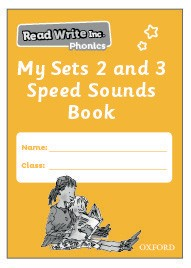 Read Write Inc.
Phonics
My Sets 2 and 3
Speed Sounds
Book
Name:
Class:
OXFORD